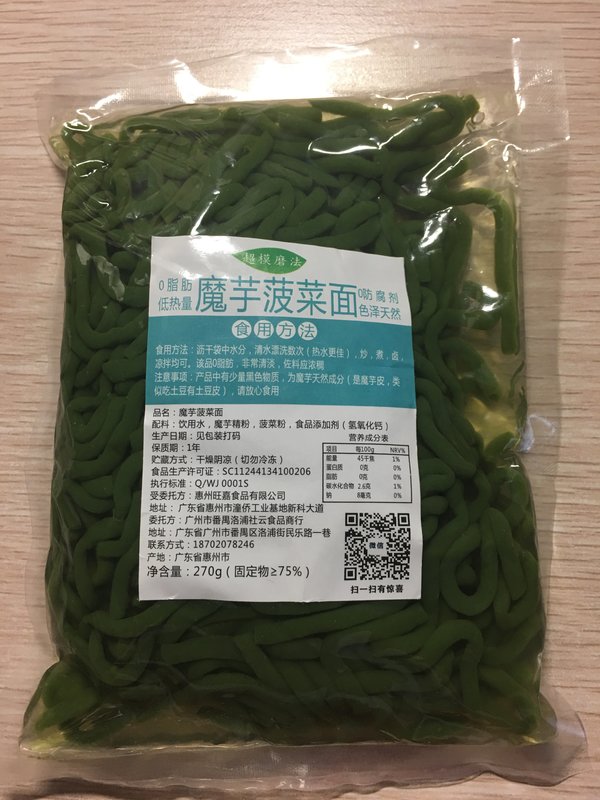 超模磨法
0脂肪
低热量
魔芋菠菜面
0防腐剂
色泽天然
食用方法
食用方法：沥干袋中水分，清水漂洗数次（热水更佳），炒，煮，卤，
凉拌均可。该品0脂肪，非常清淡，佐料应浓稠
注意事项：产品中有少量黑色物质，为魔芋天然成分（是魔芋皮，类
似吃土豆有土豆皮），请放心食用
品名：魔芋菠菜面
配料：饮用水，魔芋精粉，菠菜粉，食品添加剂（氢氧化钙）
生产日期：见包装打码
保质期：1年
贮藏方式：干燥阴凉（切勿冷冻）
食品生产许可证：SC11244134100206
执行标准：Q/WJ 0001S
受委托方：惠州旺嘉食品有限公司
地址：广东省惠州市潼侨工业基地新科大道
委托方：广州市番禺洛浦社云食品商行
地址：广东省广州市番禺区洛浦街民乐路一巷
联系方式：18702078246
产地：广东省惠州市
净含量：270g（固定物≥75%）
营养成分表
项目 每100g NRV%
能量 45千焦 1%
蛋白质 0克 0%
脂肪 0克 0%
碳水化合物 2.6克 1%
钠 8毫克 0%
微信
扫一扫有惊喜